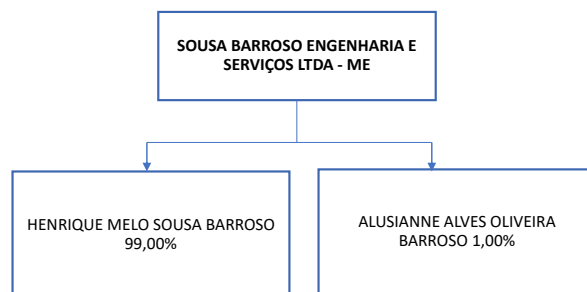 SOUSA BARROSO ENGENHARIA E
SERVIÇOS LTDA - ME
HENRIQUE MELO SOUSA BARROSO
99,00%
ALUSIANNE ALVES OLIVEIRA
BARROSO 1,00%